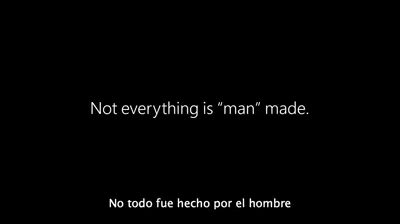 Not everything is “man” made.
No todo fue hecho por el hombre